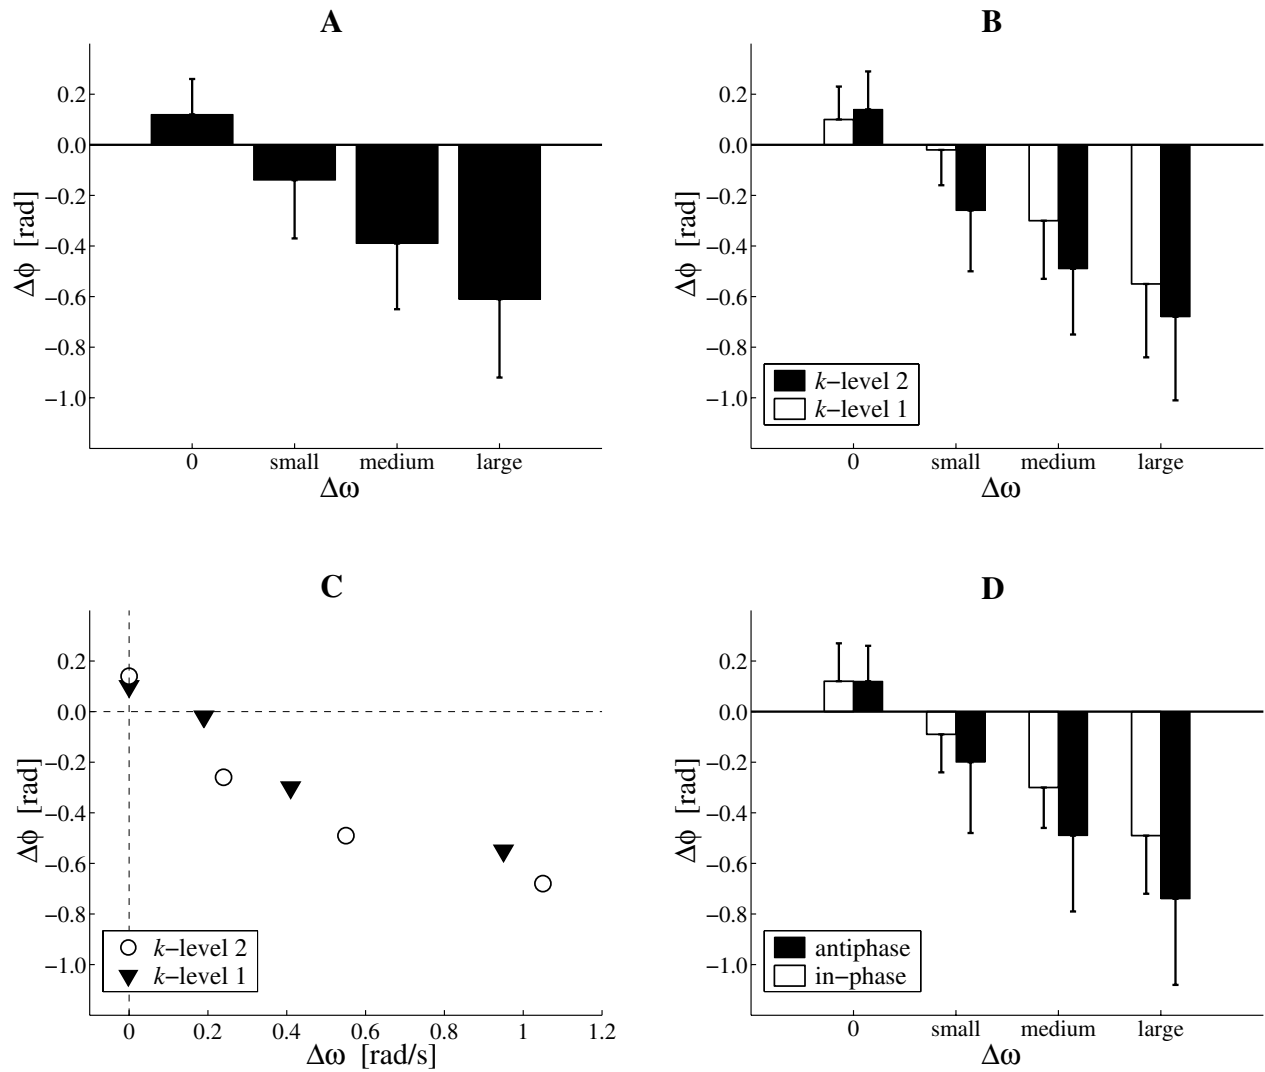 A
0.2
0.0
−0.2
−0.4
−0.6
−0.8
−1.0
Δϕ [rad]
0 small medium large
Δω
B
0.2
0.0
−0.2
−0.4
−0.6
−0.8
−1.0
Δϕ [rad]
k−level 2
k−level 1
0 small medium large
Δω
C
0.2
0.0
−0.2
−0.4
−0.6
−0.8
−1.0
Δϕ [rad]
k−level 2
k−level 1
0 0.2 0.4 0.6 0.8 1 1.2
Δω [rad/s]
D
0.2
0.0
−0.2
−0.4
−0.6
−0.8
−1.0
Δϕ [rad]
antiphase
in−phase
0 small medium large
Δω